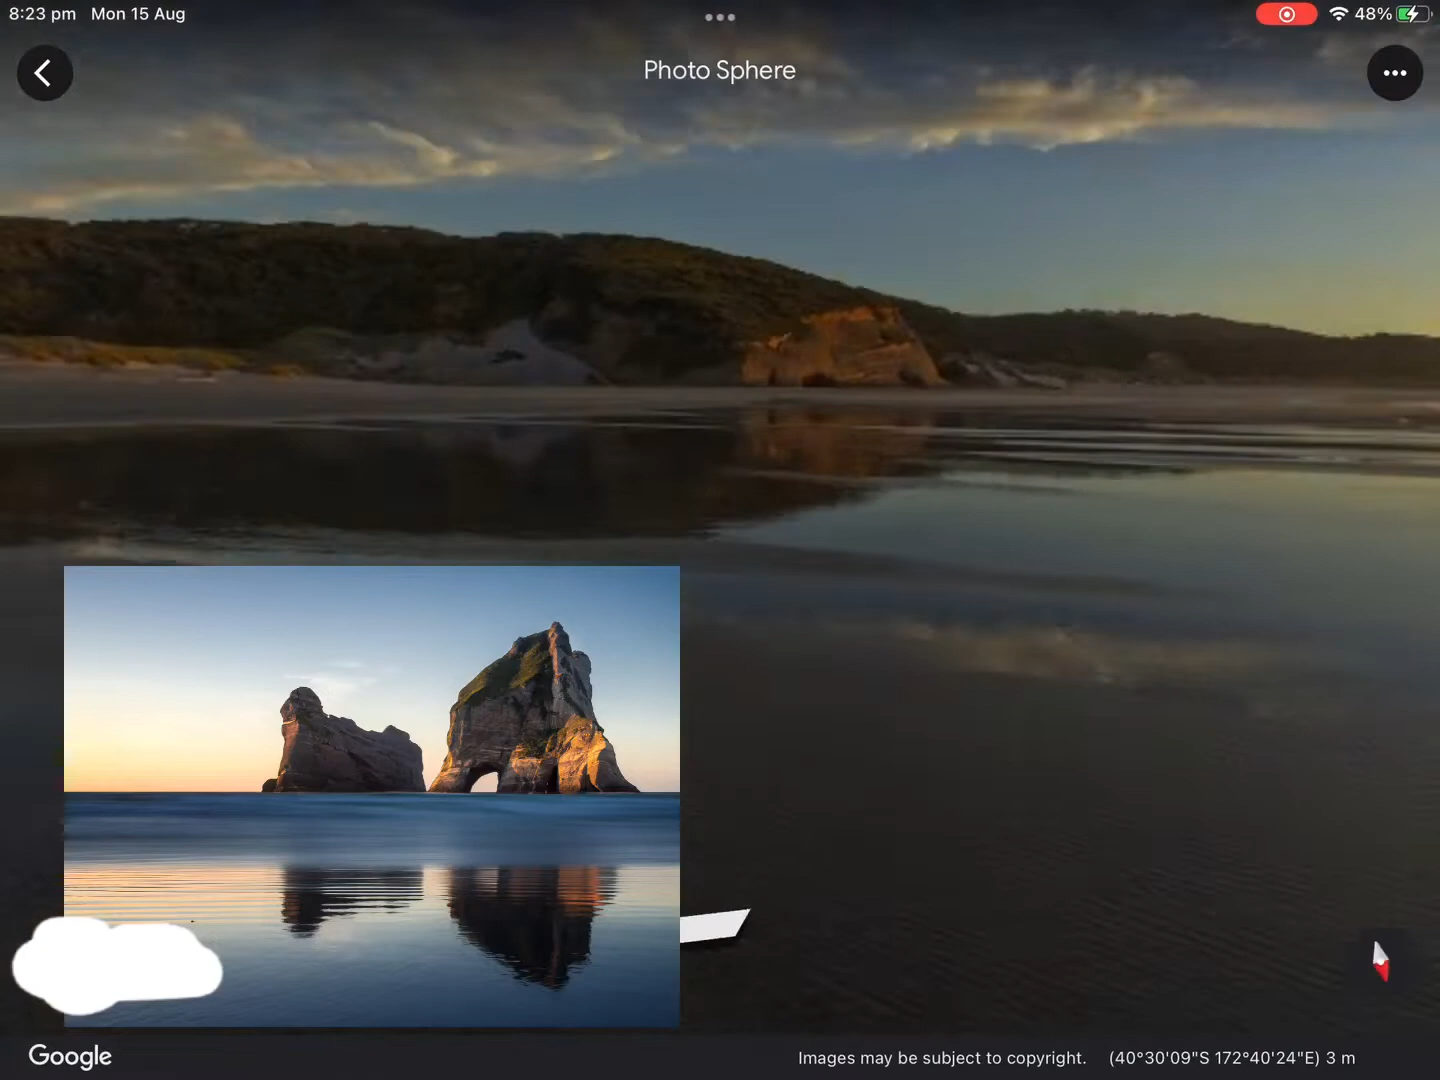 8:23 pm Mon 15 Aug
48%
Photo Sphere
Google
Images may be subject to copyright. (40°30'09"S 172°40'24"E) 3 m